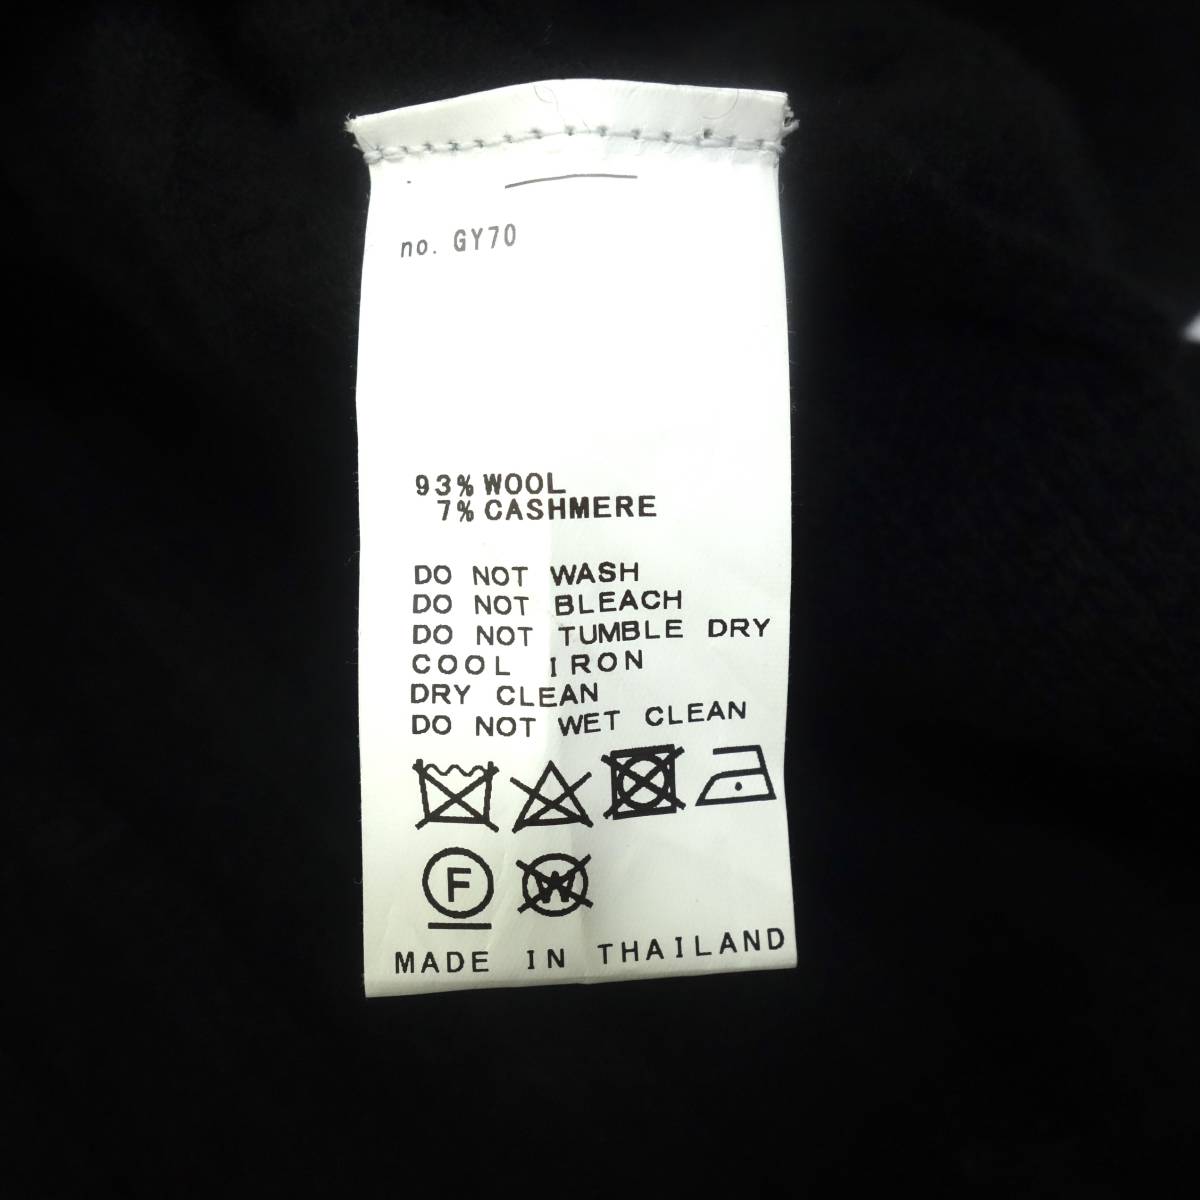 no. GY70
93% WOOL
7% CASHMERE
DO NOT WASH
DO NOT BLEACH
DO NOT TUMBLE DRY
COOL IRON
DRY CLEAN
DO NOT WET CLEAN
F W
MADE IN THAILAND